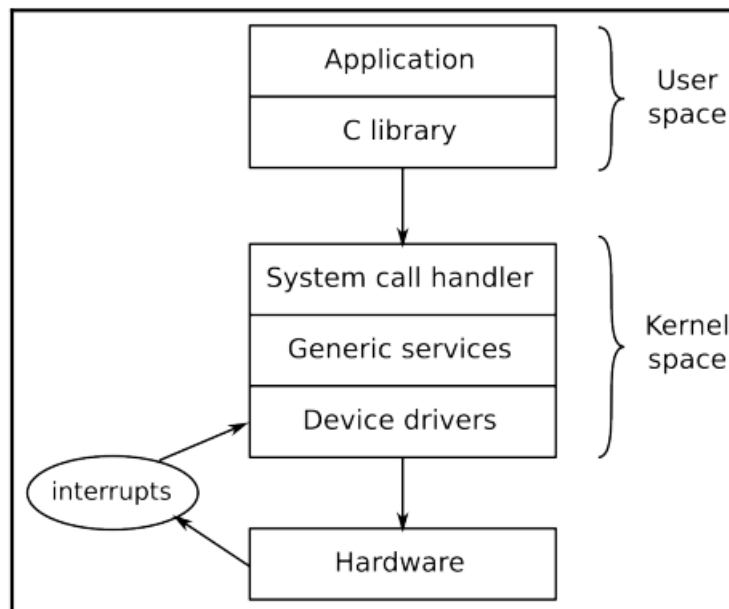 Application
C library
User
space
System call handler
Generic services
Device drivers
Kernel
space
interrupts
Hardware